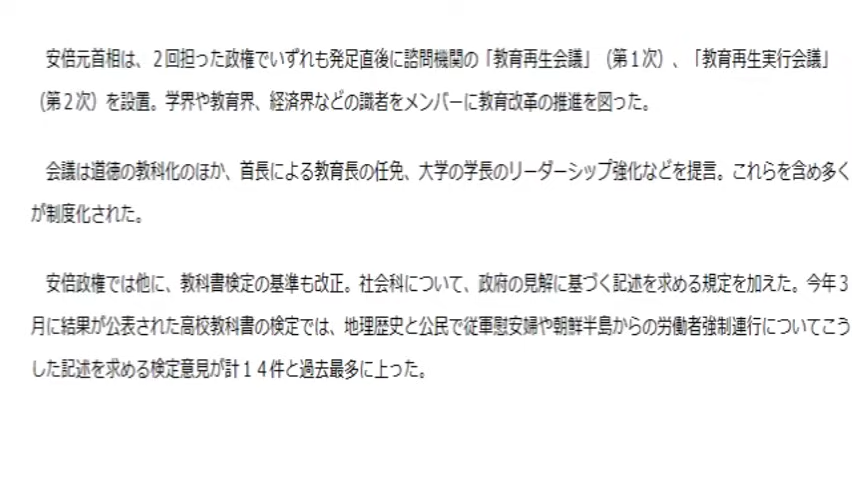 安倍元首相は、２回担った政権でいずれも発足直後に諮問機関の「教育再生会議」（第１次）、「教育再生実行会議」
（第２次）を設置。学界や教育界、経済界などの識者をメンバーに教育改革の推進を図った。
会議は道徳の教科化のほか、首長による教育長の任免、大学の学長のリーダーシップ強化などを提言。これらを含め多く
が制度化された。
安倍政権では他に、教科書検定の基準も改正。社会科について、政府の見解に基づく記述を求める規定を加えた。今年３
月に結果が公表された高校教科書の検定では、地理歴史と公民で従軍慰安婦や朝鮮半島からの労働者強制連行についてこう
した記述を求める検定意見が計１４件と過去最多に上った。